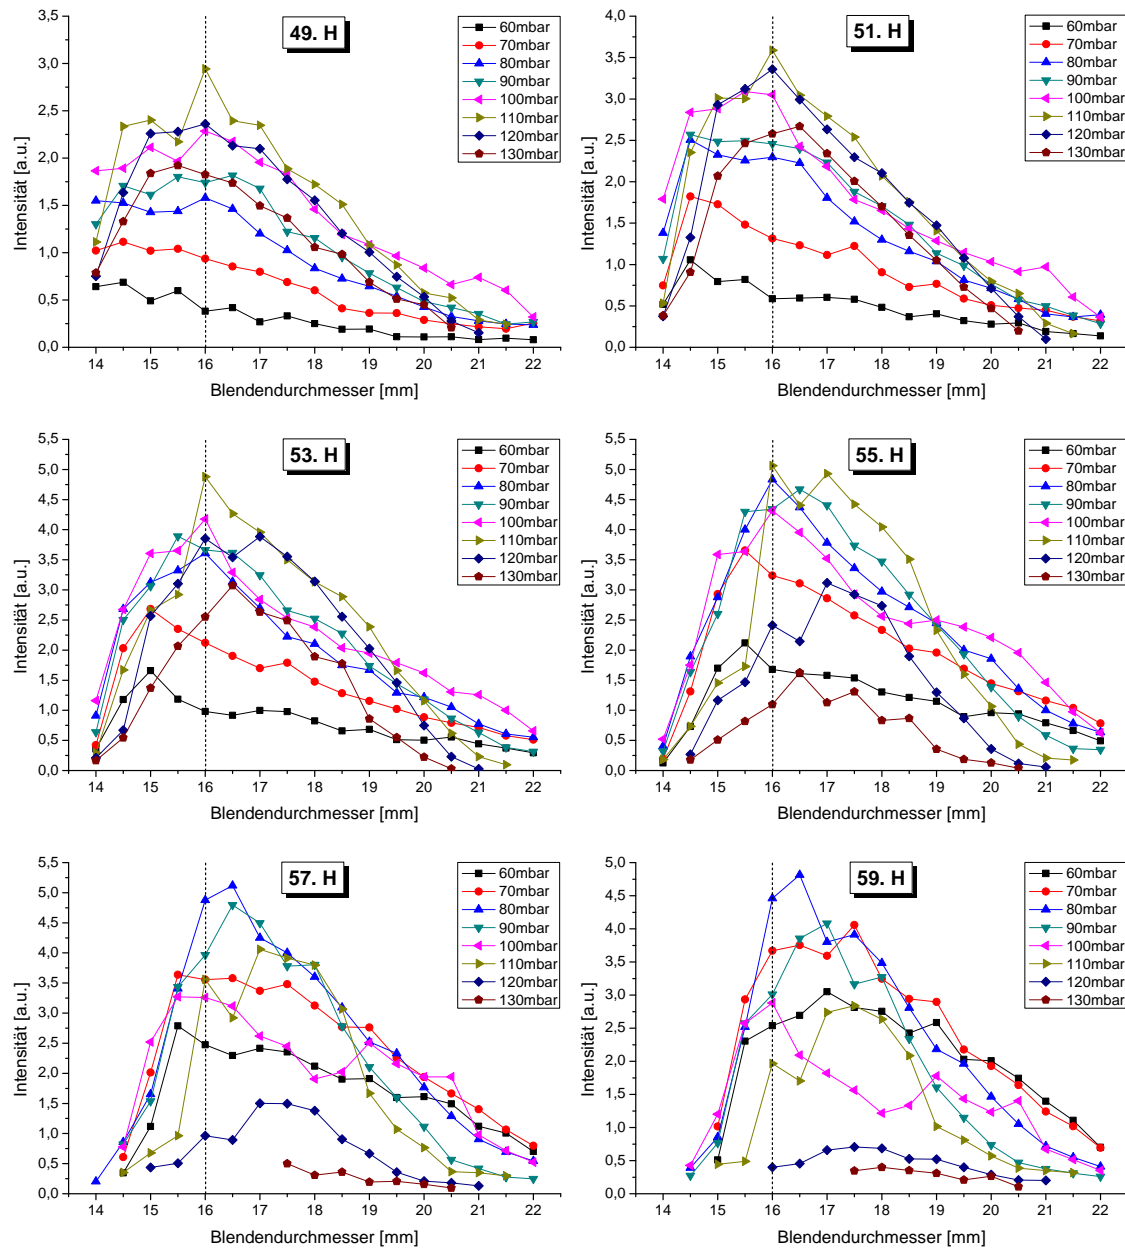 49. H
60mbar
70mbar
80mbar
90mbar
100mbar
110mbar
120mbar
130mbar
3,5
3,0
2,5
2,0
1,5
1,0
0,5
0,0
Intensität [a.u.]
14 15 16 17 18 19 20 21 22
Blendendurchmesser [mm]
51. H
60mbar
70mbar
80mbar
90mbar
100mbar
110mbar
120mbar
130mbar
4,0
3,5
3,0
2,5
2,0
1,5
1,0
0,5
0,0
Intensität [a.u.]
14 15 16 17 18 19 20 21 22
Blendendurchmesser [mm]
53. H
60mbar
70mbar
80mbar
90mbar
100mbar
110mbar
120mbar
130mbar
5,5
5,0
4,5
4,0
3,5
3,0
2,5
2,0
1,5
1,0
0,5
0,0
Intensität [a.u.]
14 15 16 17 18 19 20 21 22
Blendendurchmesser [mm]
55. H
60mbar
70mbar
80mbar
90mbar
100mbar
110mbar
120mbar
130mbar
5,5
5,0
4,5
4,0
3,5
3,0
2,5
2,0
1,5
1,0
0,5
0,0
Intensität [a.u.]
14 15 16 17 18 19 20 21 22
Blendendurchmesser [mm]
57. H
60mbar
70mbar
80mbar
90mbar
100mbar
110mbar
120mbar
130mbar
5,5
5,0
4,5
4,0
3,5
3,0
2,5
2,0
1,5
1,0
0,5
0,0
Intensität [a.u.]
14 15 16 17 18 19 20 21 22
Blendendurchmesser [mm]
59. H
60mbar
70mbar
80mbar
90mbar
100mbar
110mbar
120mbar
130mbar
5,0
4,5
4,0
3,5
3,0
2,5
2,0
1,5
1,0
0,5
0,0
Intensität [a.u.]
14 15 16 17 18 19 20 21 22
Blendendurchmesser [mm]